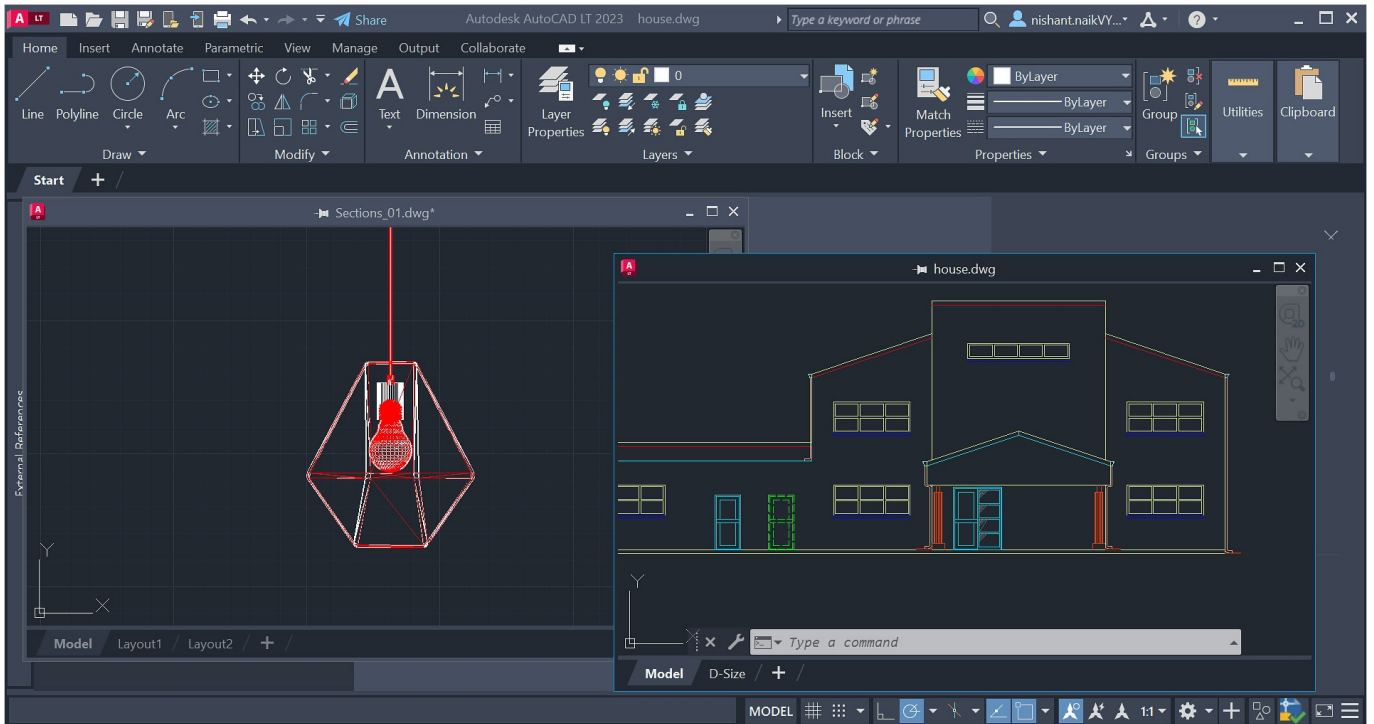 A LT Share Autodesk AutoCAD LT 2023 house.dwg Type a keyword or phrase nishant.naikVY...
Home Insert Annotate Parametric View Manage Output Collaborate
Line Polyline Circle Arc
A
Text Dimension
Layer
Properties
0
Insert
Match
Properties
ByLayer
ByLayer
ByLayer
Group
Utilities
Clipboard
Draw Modify Annotation Layers Block Properties Groups
Start +
A Sections_01.dwg*
External References
Y
X
Model Layout1 Layout2 +
A house.dwg
2D
Y
X
Type a command
Model D-Size +
MODEL 1:1